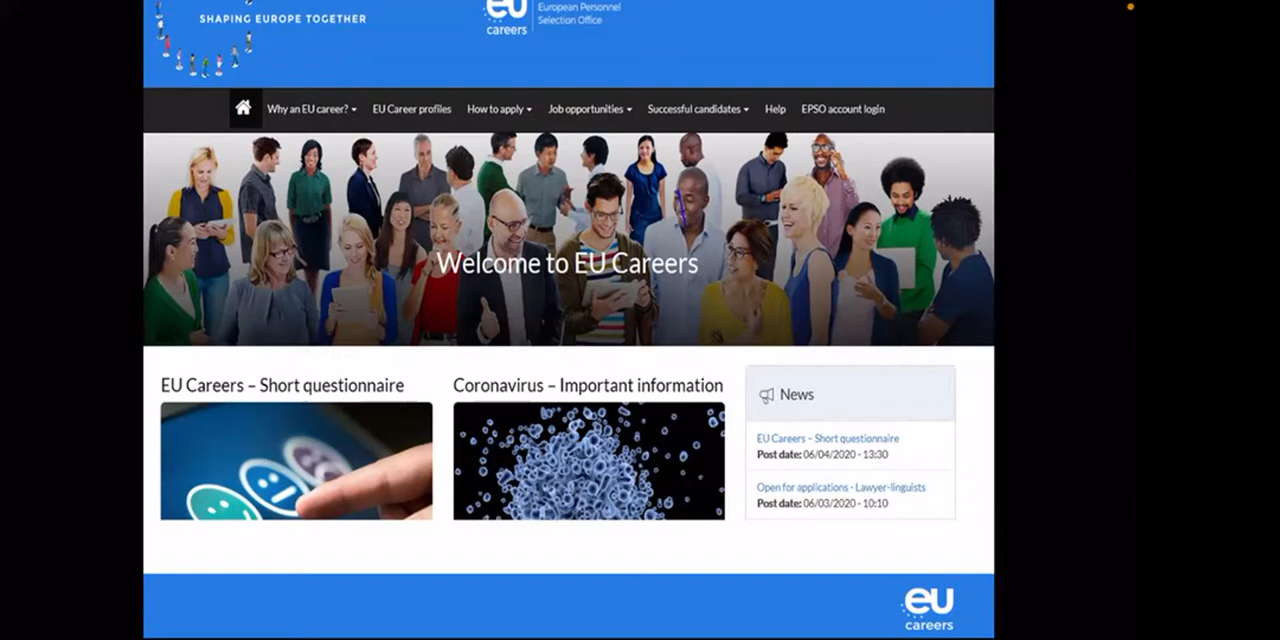 SHAPING EUROPE TOGETHER
eu
careers
European Personnel
Selection Office
Why an EU career?
EU Career profiles
How to apply
Job opportunities
Successful candidates
Help
EPSO account login
Welcome to EU Careers
EU Careers – Short questionnaire
Coronavirus – Important information
News
EU Careers – Short questionnaire
Post date: 06/04/2020 - 13:30
Open for applications - Lawyer-linguists
Post date: 06/03/2020 - 10:10
eu
careers